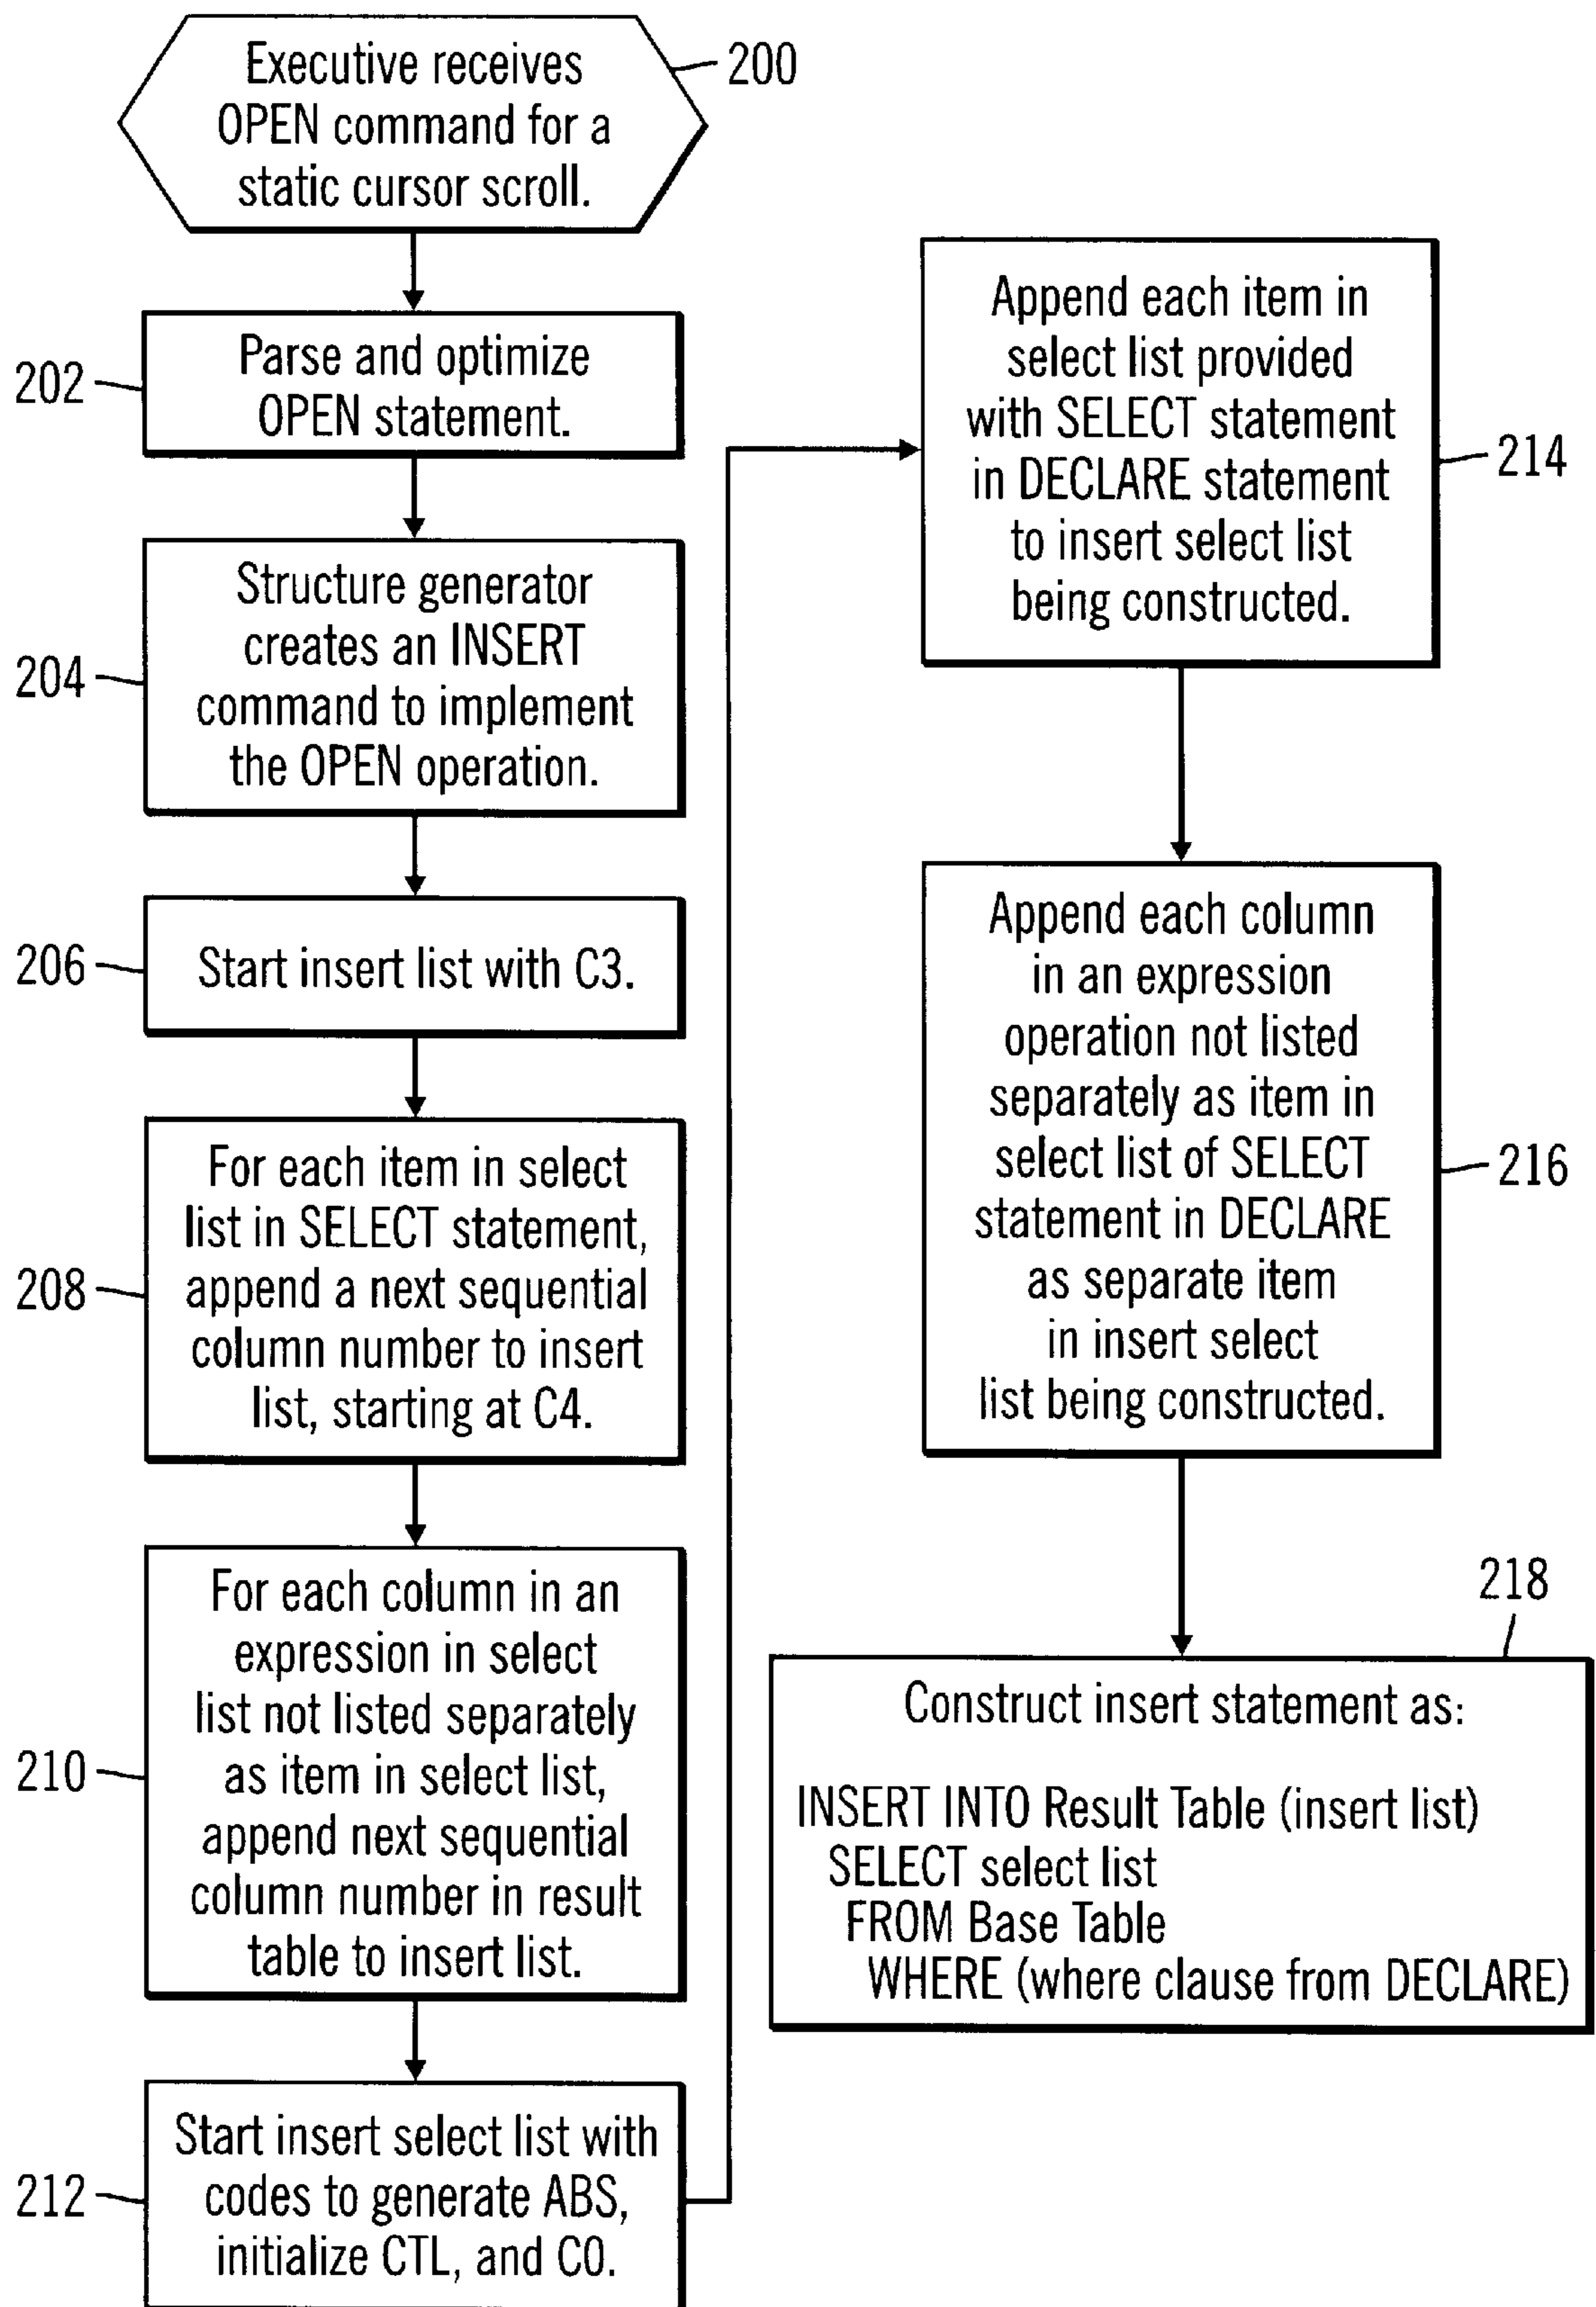 Executive receives
OPEN command for a
static cursor scroll.
200
202
Parse and optimize
OPEN statement.
204
Structure generator
creates an INSERT
command to implement
the OPEN operation.
206
Start insert list with C3.
208
For each item in select
list in SELECT statement,
append a next sequential
column number to insert
list, starting at C4.
210
For each column in an
expression in select
list not listed separately
as item in select list,
append next sequential
column number in result
table to insert list.
212
Start insert select list with
codes to generate ABS,
initialize CTL, and C0.
Append each item in
select list provided
with SELECT statement
in DECLARE statement
to insert select list
being constructed.
214
Append each column
in an expression
operation not listed
separately as item in
select list of SELECT
statement in DECLARE
as separate item
in insert select
list being constructed.
216
218
Construct insert statement as:
INSERT INTO Result Table (insert list)
SELECT select list
FROM Base Table
WHERE (where clause from DECLARE)